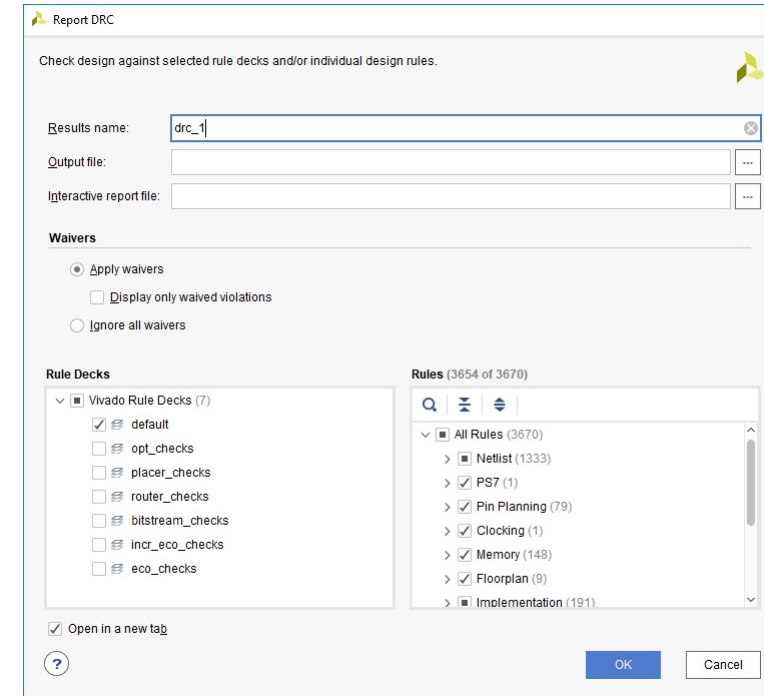 Report DRC
Check design against selected rule decks and/or individual design rules.
Results name: drc_1
Output file: ...
Interactive report file: ...
Waivers
Apply waivers
Display only waived violations
Ignore all waivers
Rule Decks
Vivado Rule Decks (7)
default
opt_checks
placer_checks
router_checks
bitstream_checks
incr_eco_checks
eco_checks
Rules (3654 of 3670)
All Rules (3670)
Netlist (1333)
PS7 (1)
Pin Planning (79)
Clocking (1)
Memory (148)
Floorplan (9)
Implementation (191)
Open in a new tab
? OK Cancel